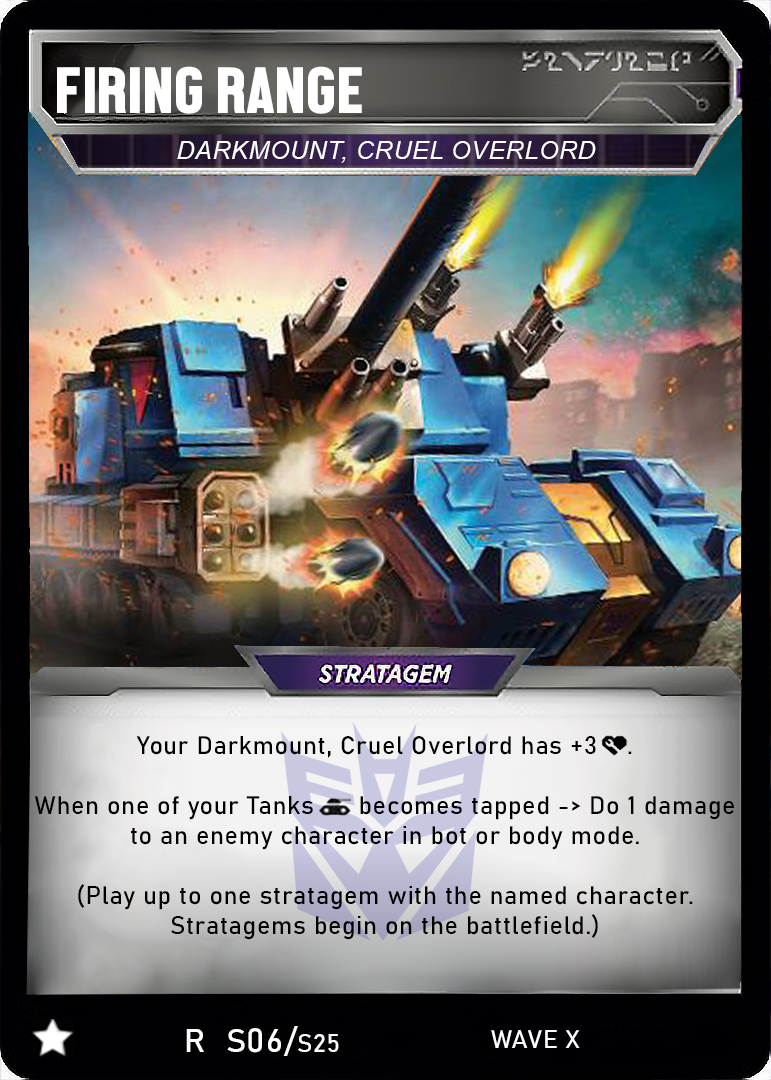 FIRING RANGE
DARKMOUNT, CRUEL OVERLORD
STRATAGEM
Your Darkmount, Cruel Overlord has +3.
When one of your Tanks becomes tapped -> Do 1 damage
to an enemy character in bot or body mode.
(Play up to one stratagem with the named character.
Stratagems begin on the battlefield.)
R S06/S25
WAVE X